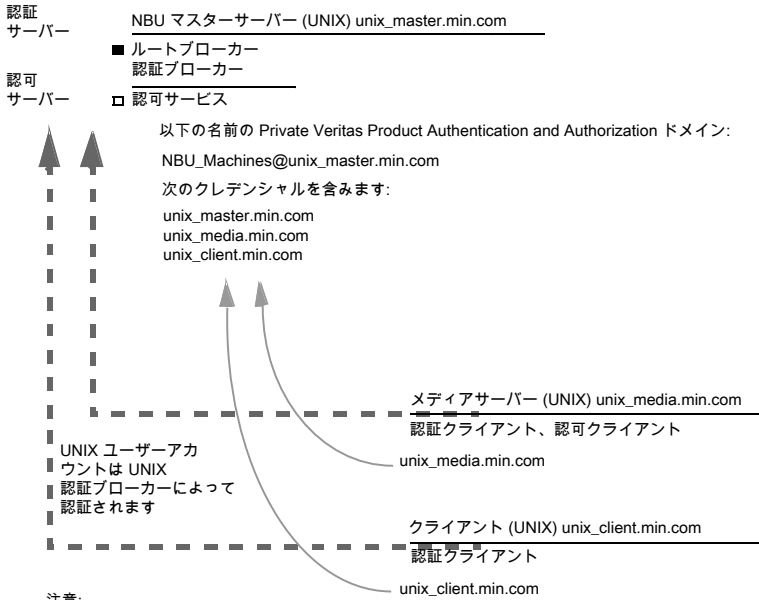 認証
サーバー
NBU マスターサーバー (UNIX) unix_master.min.com
ルートブローカー
認証ブローカー
認可
サーバー
認可サービス
以下の名前の Private Veritas Product Authentication and Authorization ドメイン:
NBU_Machines@unix_master.min.com
次のクレデンシャルを含みます:
unix_master.min.com
unix_media.min.com
unix_client.min.com
メディアサーバー (UNIX) unix_media.min.com
認証クライアント、認可クライアント
unix_media.min.com
UNIX ユーザーアカ
ウントは UNIX
認証ブローカーによって
認証されます
クライアント (UNIX) unix_client.min.com
認証クライアント
unix_client.min.com
注意: